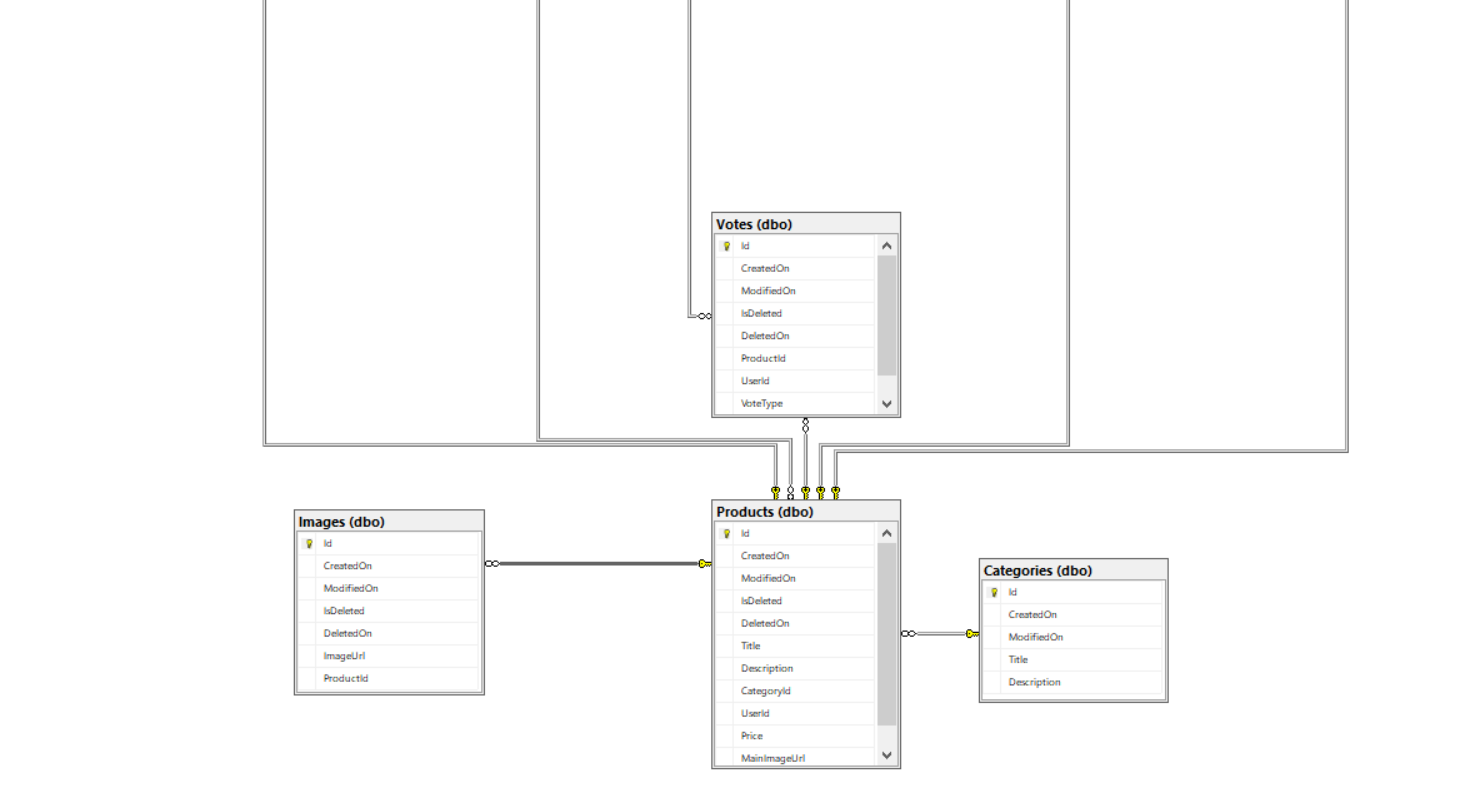 Votes (dbo)
Id
CreatedOn
ModifiedOn
IsDeleted
DeletedOn
ProductId
UserId
VoteType
Images (dbo)
Id
CreatedOn
ModifiedOn
IsDeleted
DeletedOn
ImageUrl
ProductId
Products (dbo)
Id
CreatedOn
ModifiedOn
IsDeleted
DeletedOn
Title
Description
CategoryId
UserId
Price
MainImageUrl
Categories (dbo)
Id
CreatedOn
ModifiedOn
Title
Description